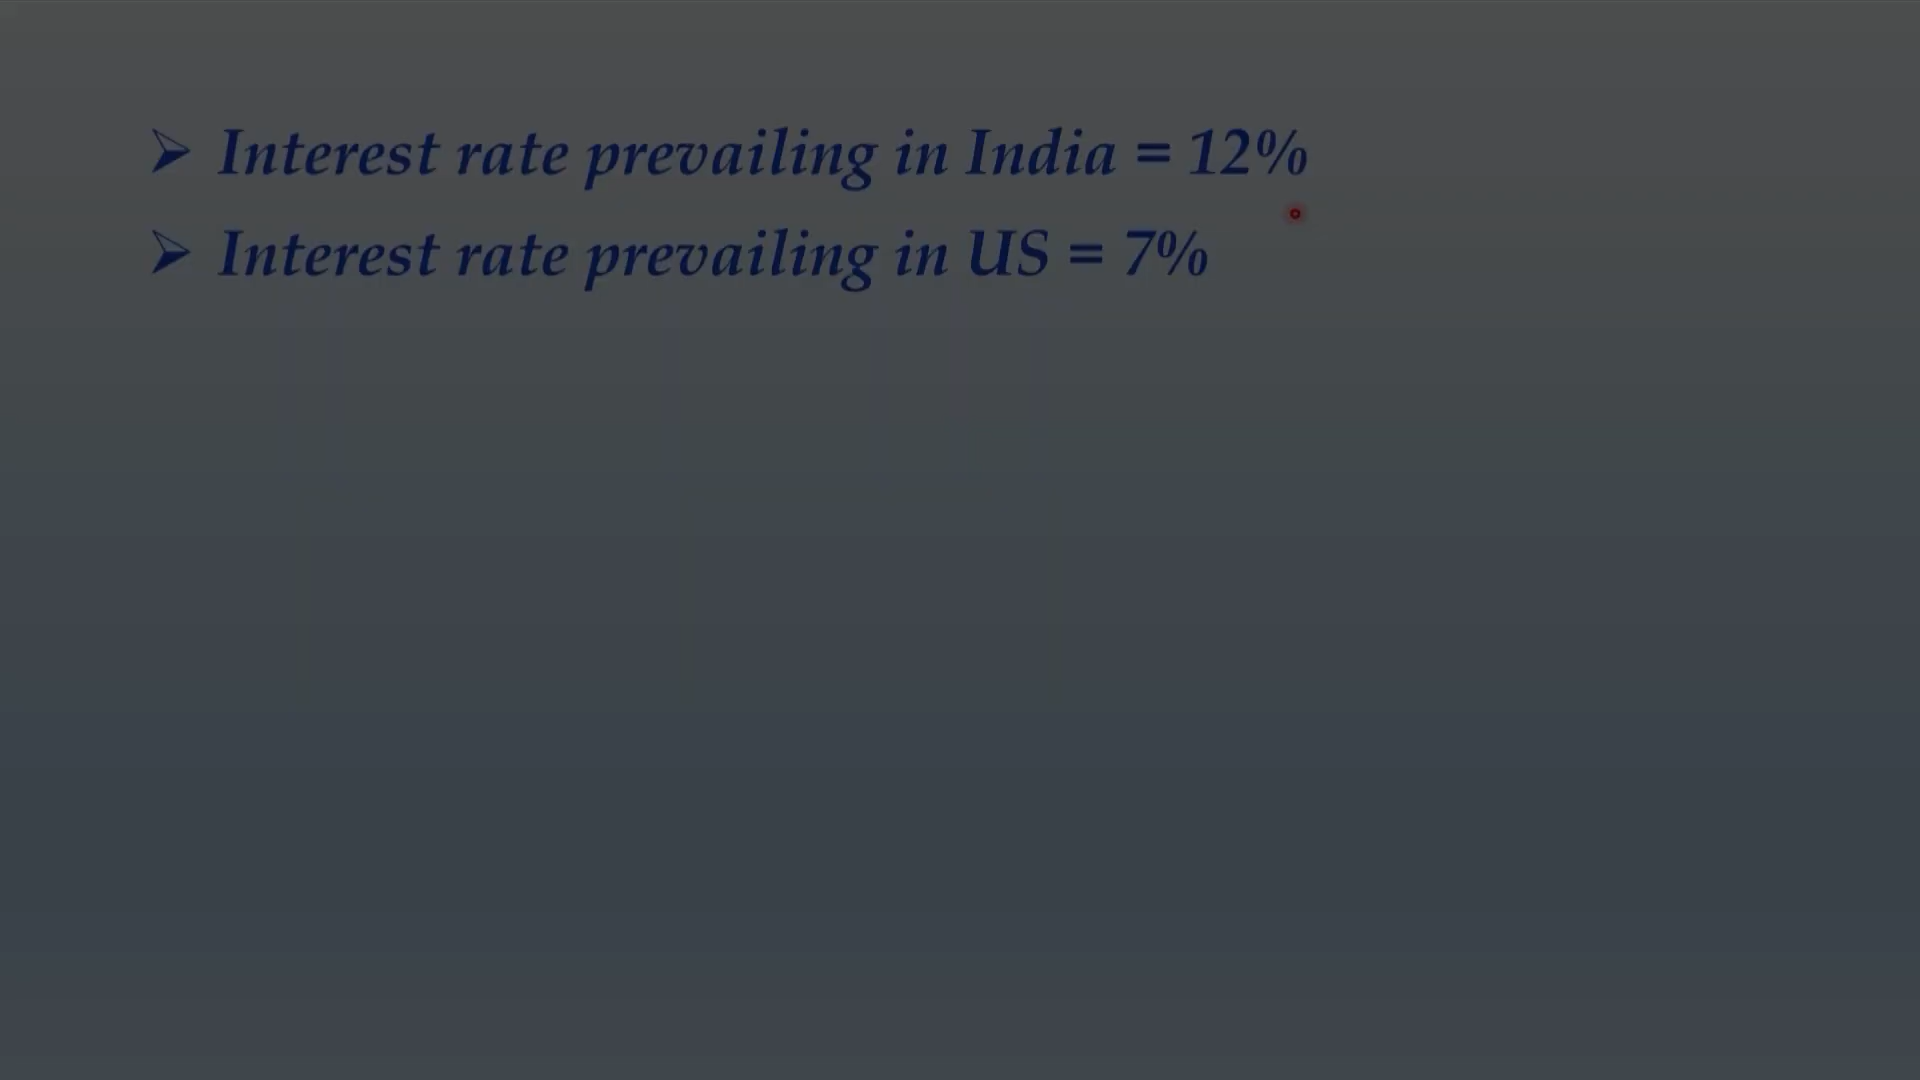 ➢ Interest rate prevailing in India = 12%
➢ Interest rate prevailing in US = 7%